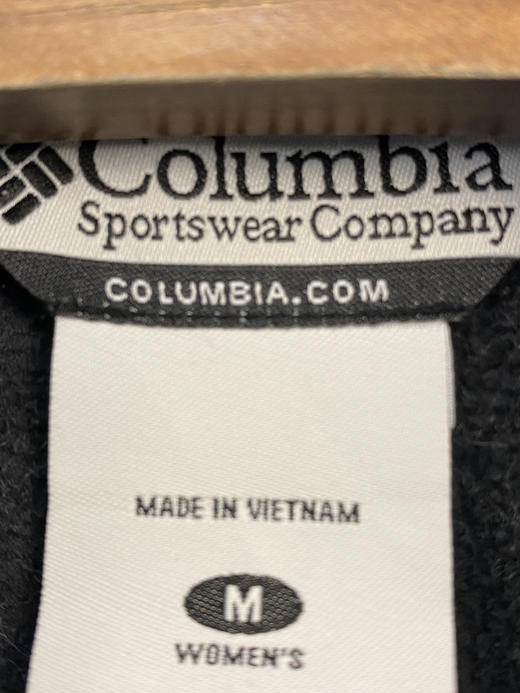 Columbia
Sportswear Company
COLUMBIA.COM
MADE IN VIETNAM
M
WOMEN'S